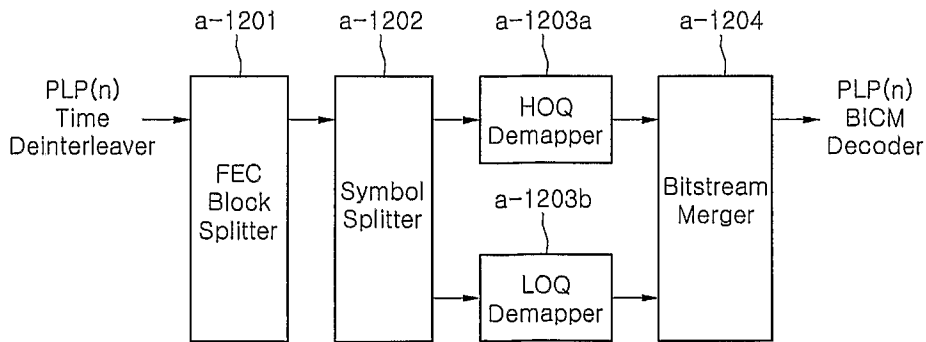 a-1201
a-1202
a-1203a
a-1204
PLP(n)
Time
Deinterleaver
FEC
Block
Splitter
Symbol
Splitter
HOQ
Demapper
a-1203b
LOQ
Demapper
Bitstream
Merger
PLP(n)
BICM
Decoder